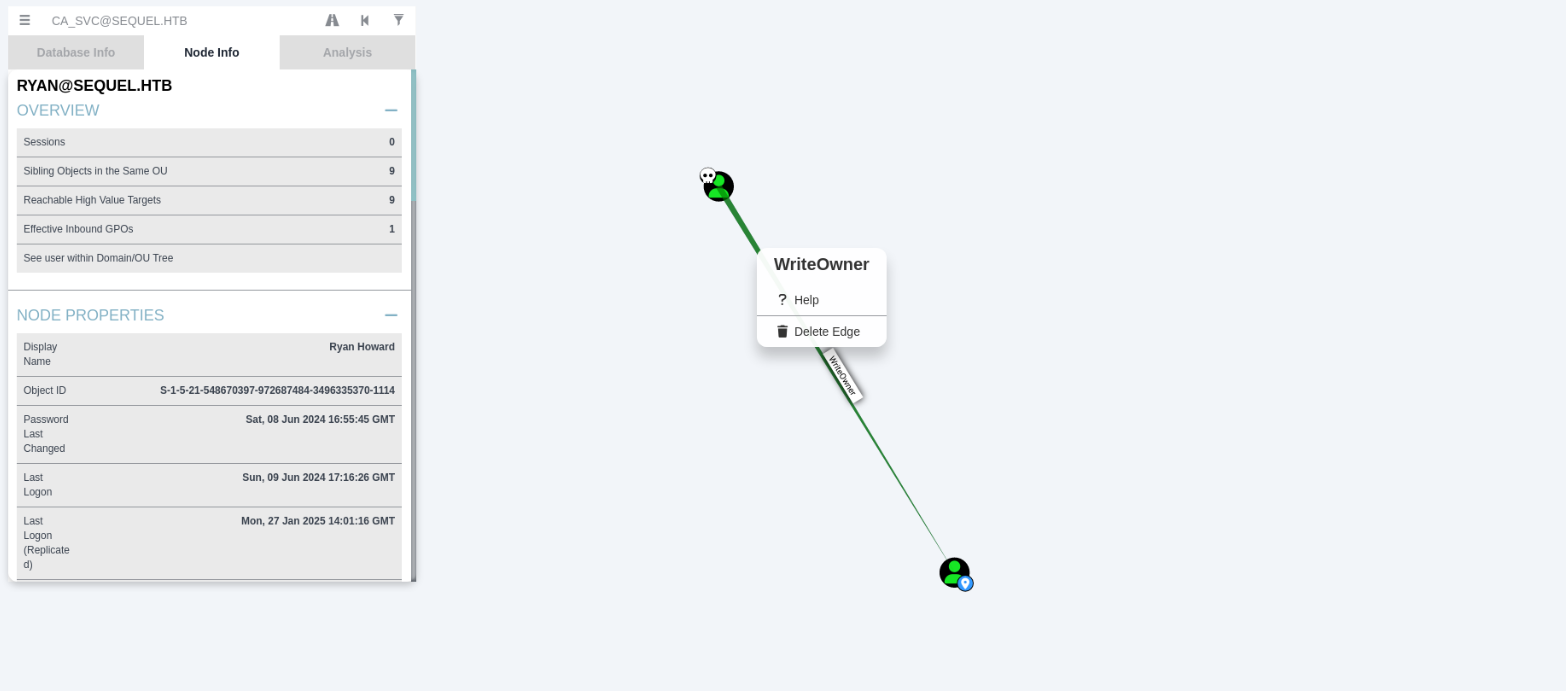 CA_SVC@SEQUEL.HTB
Database Info
Node Info
Analysis
RYAN@SEQUEL.HTB
OVERVIEW
Sessions 0
Sibling Objects in the Same OU 9
Reachable High Value Targets 9
Effective Inbound GPOs 1
See user within Domain/OU Tree
NODE PROPERTIES
Display Ryan Howard
Name
Object ID S-1-5-21-548670397-972687484-3496335370-1114
Password Sat, 08 Jun 2024 16:55:45 GMT
Last
Changed
Last Sun, 09 Jun 2024 17:16:26 GMT
Logon
Last Mon, 27 Jan 2025 14:01:16 GMT
Logon
(Replicate
d)
WriteOwner
? Help
Delete Edge
WriteOwner